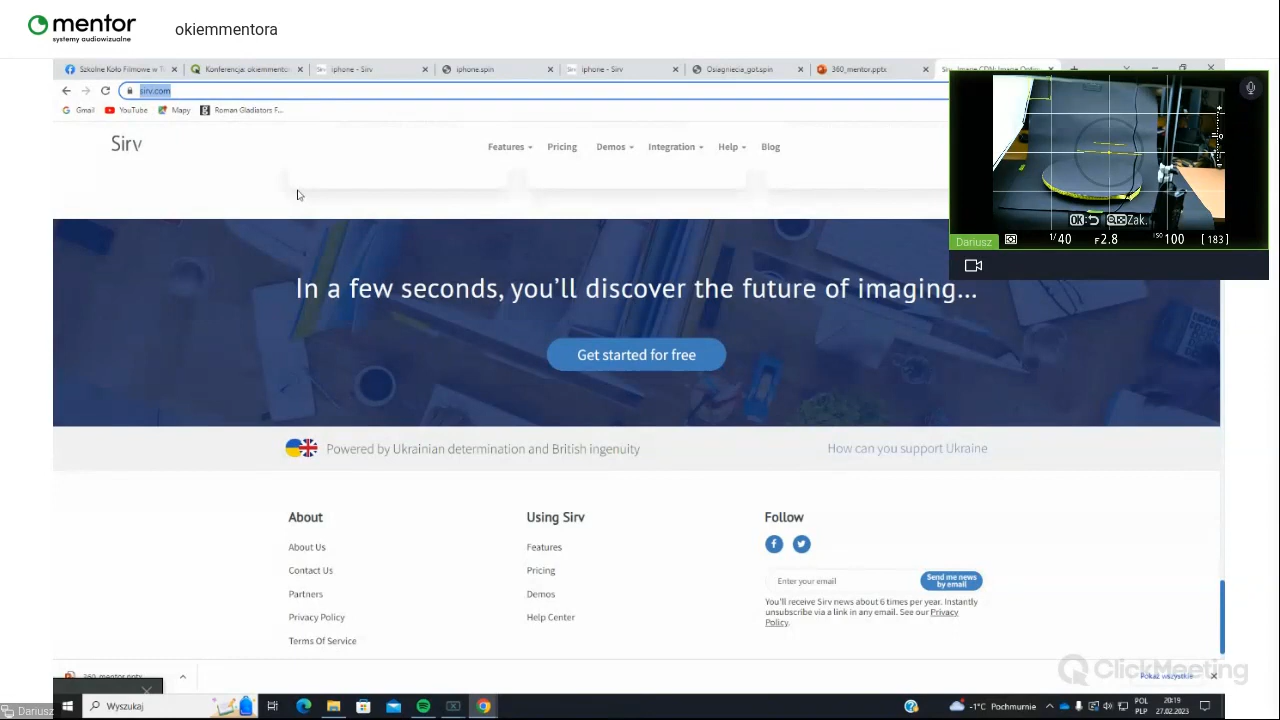 mentor
systemy audiowizualne
okiemmentora
Szkolne Koło Filmowe w T
Konferencja: okiemmentor
iphone - Sirv
iphone.spin
iphone - Sirv
Osiagniecia_got.spin
360_mentor.pptx
sirv.com
Gmail
YouTube
Mapy
Roman Gladiators F...
Sirv
Features
Pricing
Demos
Integration
Help
Blog
OK
Zak.
1/40
F2.8
ISO 100
[ 183 ]
Dariusz
In a few seconds, you'll discover the future of imaging...
Get started for free
Powered by Ukrainian determination and British ingenuity
How can you support Ukraine
About
About Us
Contact Us
Partners
Privacy Policy
Terms Of Service
Using Sirv
Features
Pricing
Demos
Help Center
Follow
Enter your email
Send me news
by email
You'll receive Sirv news about 6 times per year. Instantly
unsubscribe via a link in any email. See our Privacy
Policy.
360_mentor.pptx
Pokaż wszystkie
ClickMeeting
Dariusz
Wyszukaj
-1°C Pochmurnie
POL
PLP
20:19
27.02.2023